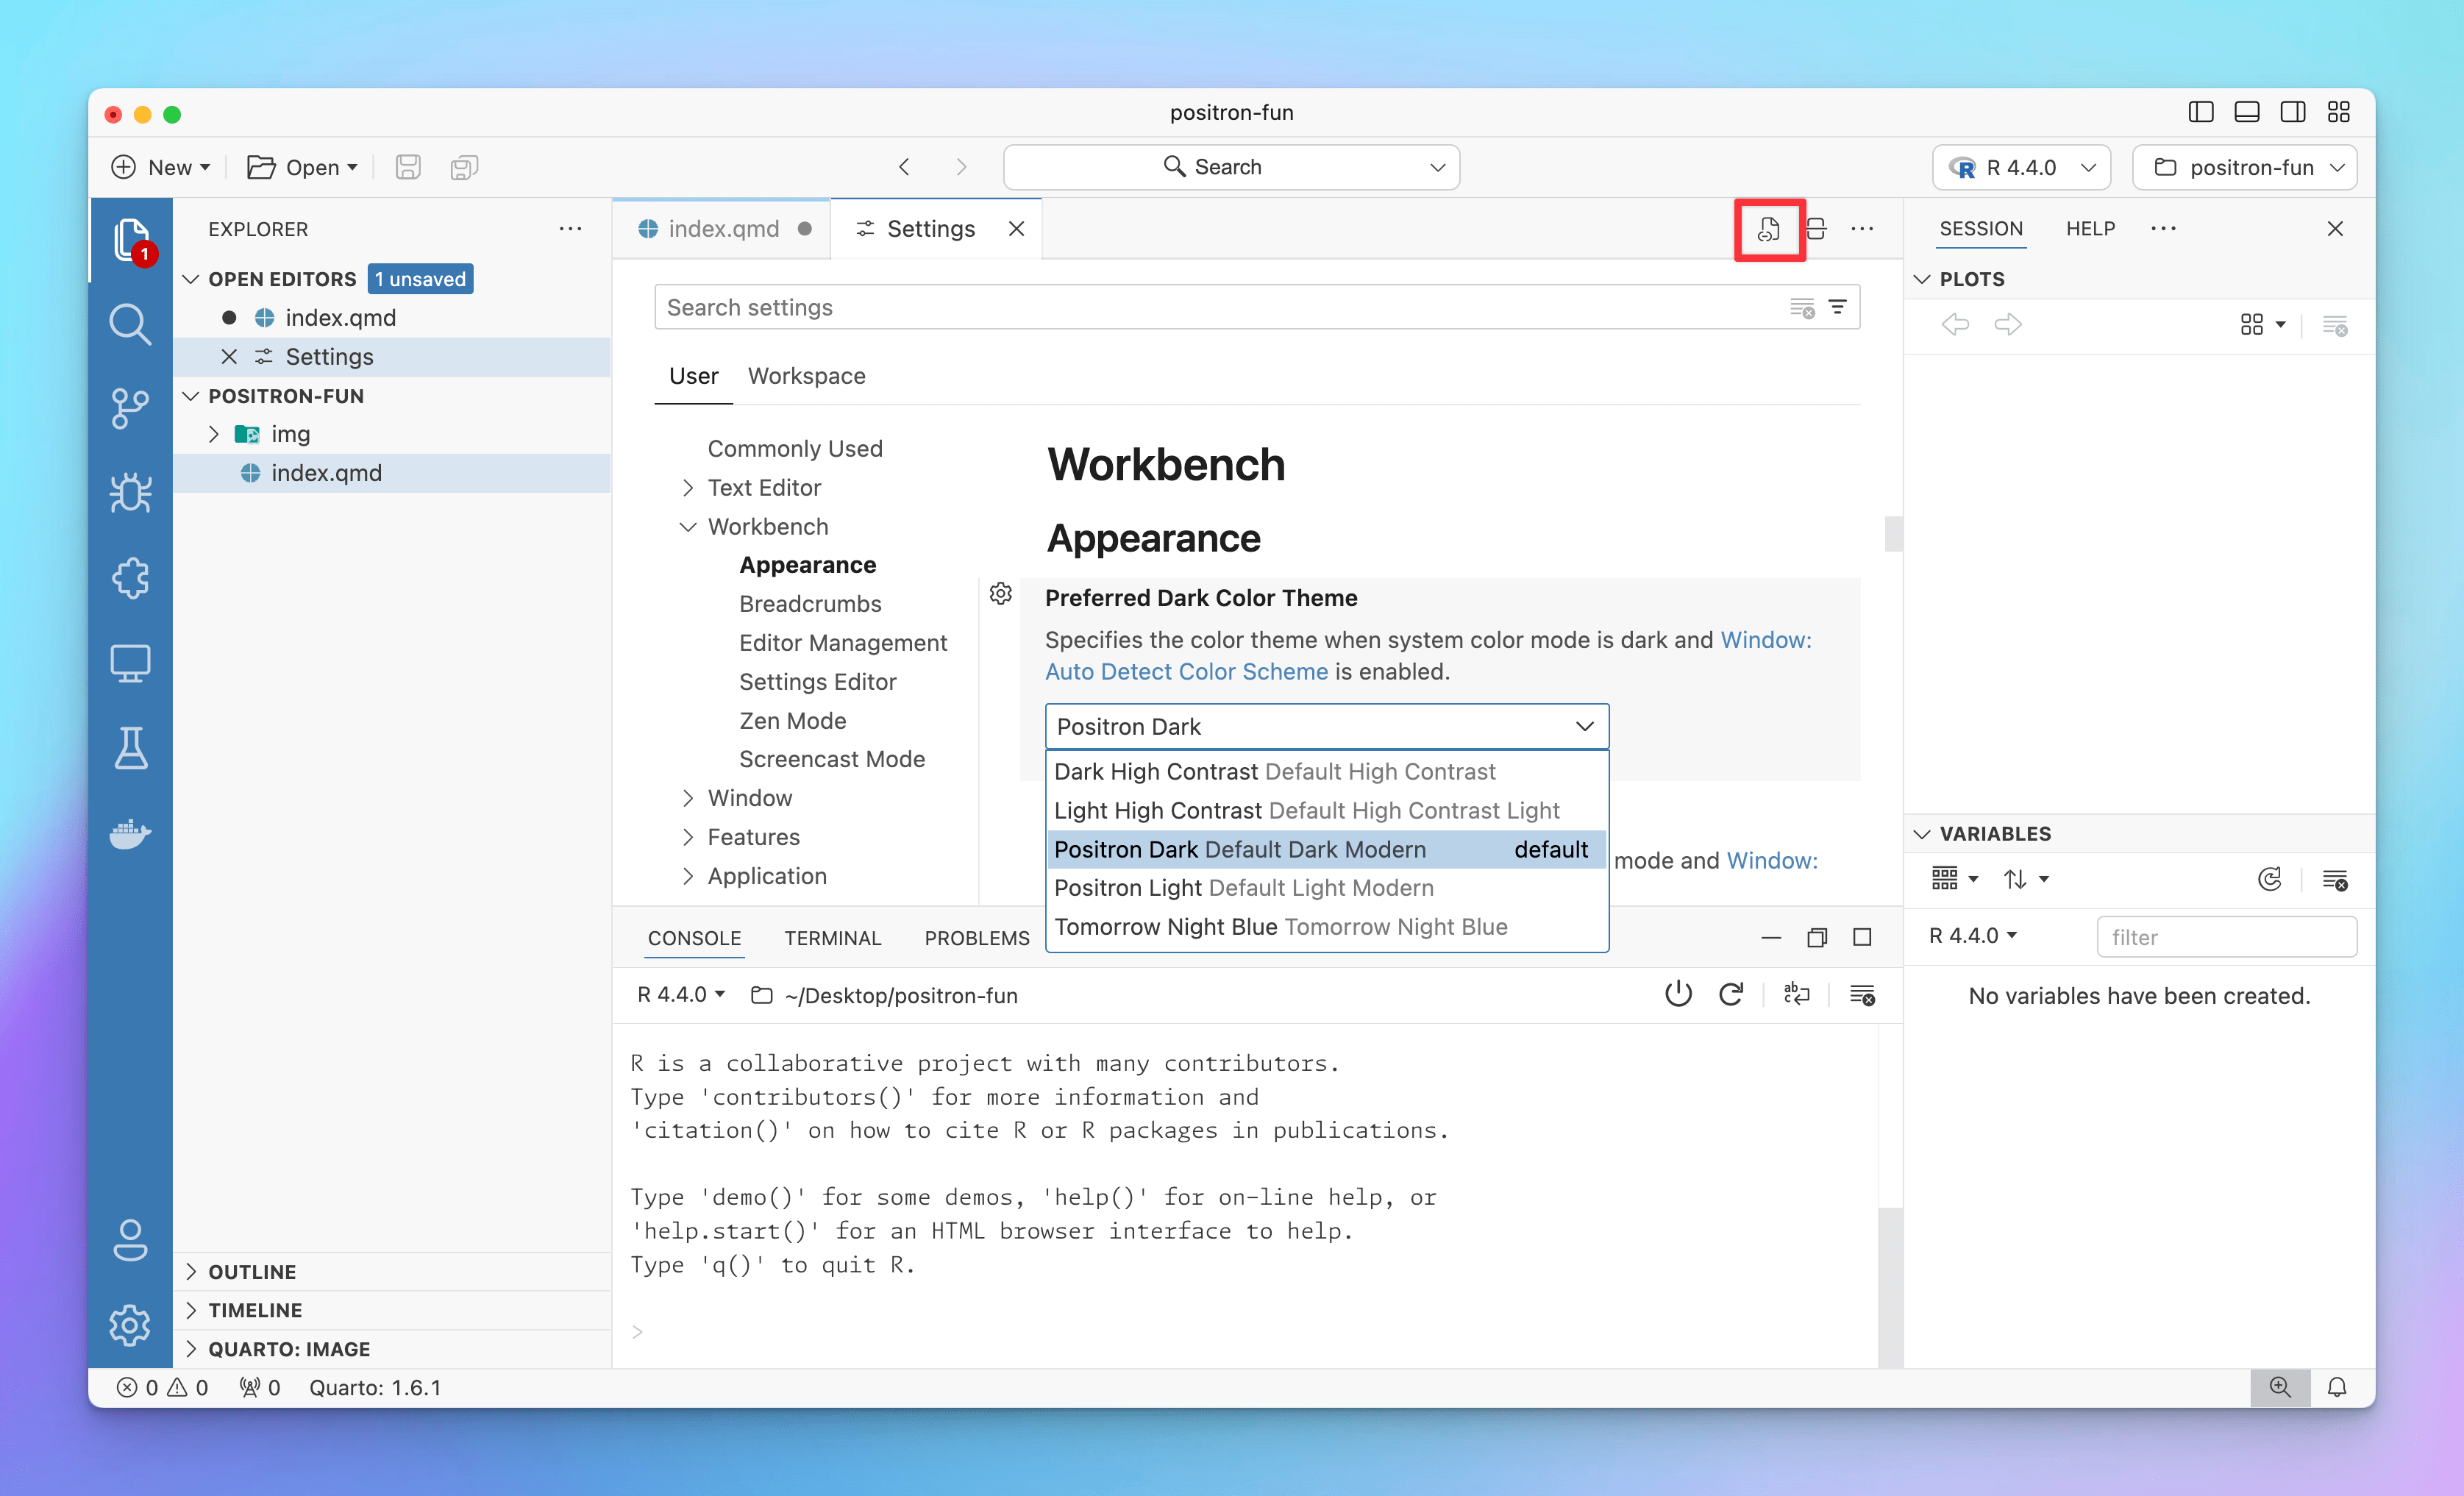 positron-fun
New
Open
Search
R 4.4.0
positron-fun
EXPLORER
1
OPEN EDITORS 1 unsaved
index.qmd
Settings
POSITRON-FUN
img
index.qmd
OUTLINE
TIMELINE
QUARTO: IMAGE
index.qmd
Settings
Search settings
User
Workspace
Commonly Used
Text Editor
Workbench
Appearance
Breadcrumbs
Editor Management
Settings Editor
Zen Mode
Screencast Mode
Window
Features
Application
Workbench
Appearance
Preferred Dark Color Theme
Specifies the color theme when system color mode is dark and Window:
Auto Detect Color Scheme is enabled.
Positron Dark
Dark High Contrast Default High Contrast
Light High Contrast Default High Contrast Light
Positron Dark Default Dark Modern default
Positron Light Default Light Modern
Tomorrow Night Blue Tomorrow Night Blue
mode and Window:
CONSOLE
TERMINAL
PROBLEMS
R 4.4.0
~/Desktop/positron-fun
R is a collaborative project with many contributors.
Type 'contributors()' for more information and
'citation()' on how to cite R or R packages in publications.
Type 'demo()' for some demos, 'help()' for on-line help, or
'help.start()' for an HTML browser interface to help.
Type 'q()' to quit R.
>
SESSION
HELP
PLOTS
VARIABLES
R 4.4.0
filter
No variables have been created.
0 0 0 Quarto: 1.6.1